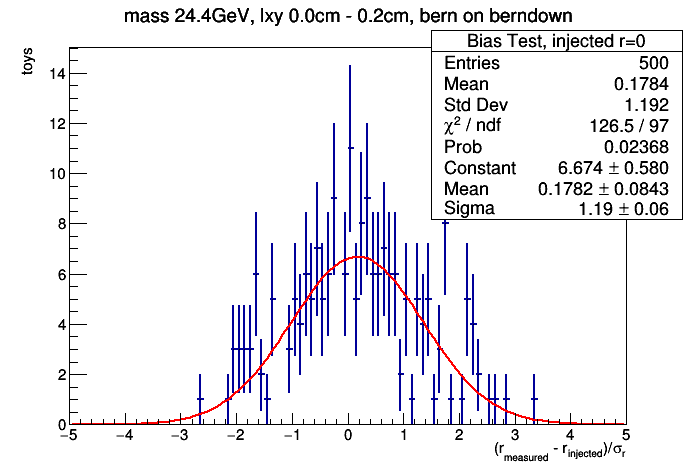 mass 24.4GeV, lxy 0.0cm - 0.2cm, bern on berndown
Bias Test, injected r=0
Entries 500
Mean 0.1784
Std Dev 1.192
χ² / ndf 126.5 / 97
Prob 0.02368
Constant 6.674 ± 0.580
Mean 0.1782 ± 0.0843
Sigma 1.19 ± 0.06
toys
14
12
10
8
6
4
2
0
−5 −4 −3 −2 −1 0 1 2 3 4 5
(r_measured - r_injected)/σ_r